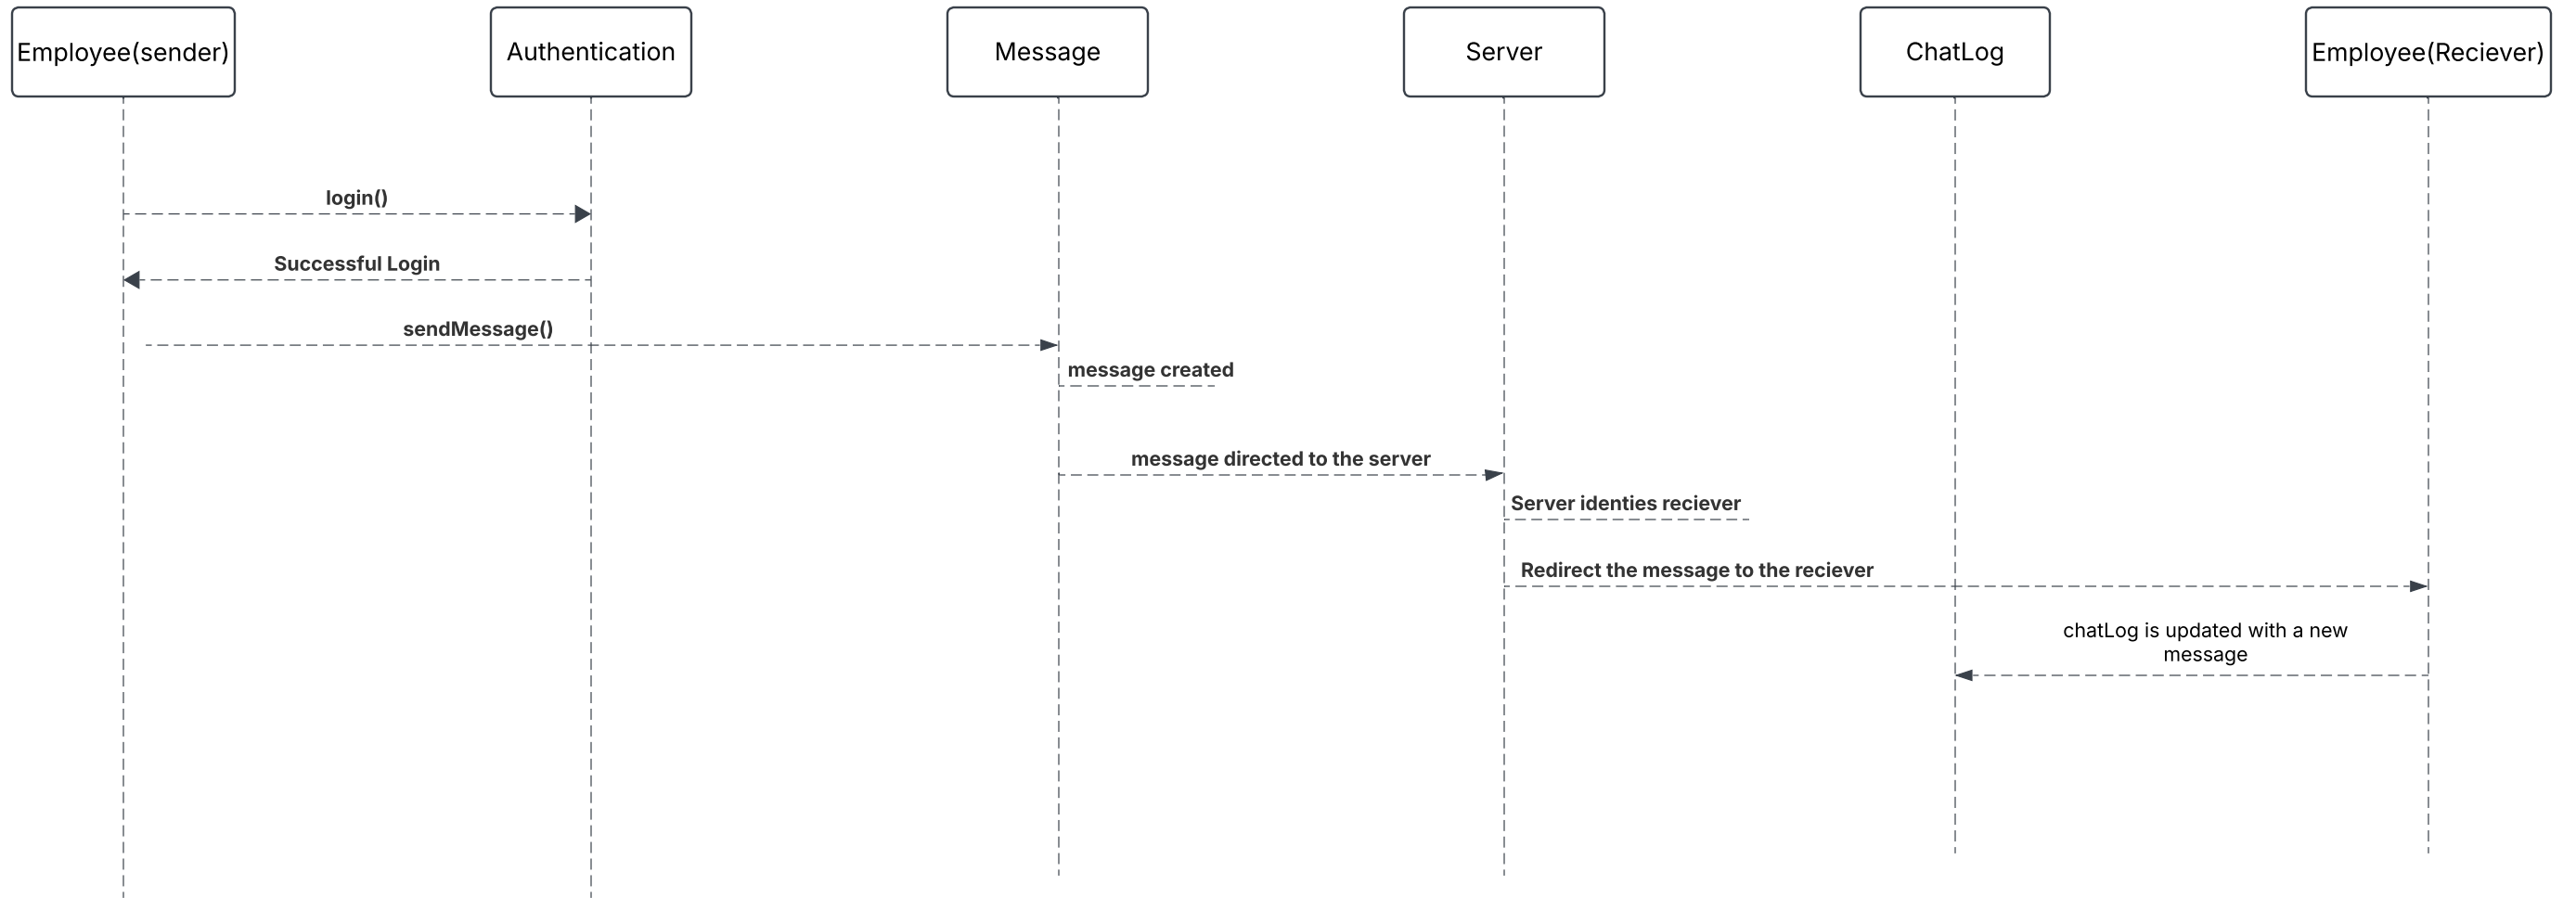 Employee(sender)
Authentication
Message
Server
ChatLog
Employee(Reciever)
login()
Successful Login
sendMessage()
message created
message directed to the server
Server identies reciever
Redirect the message to the reciever
chatLog is updated with a new
message